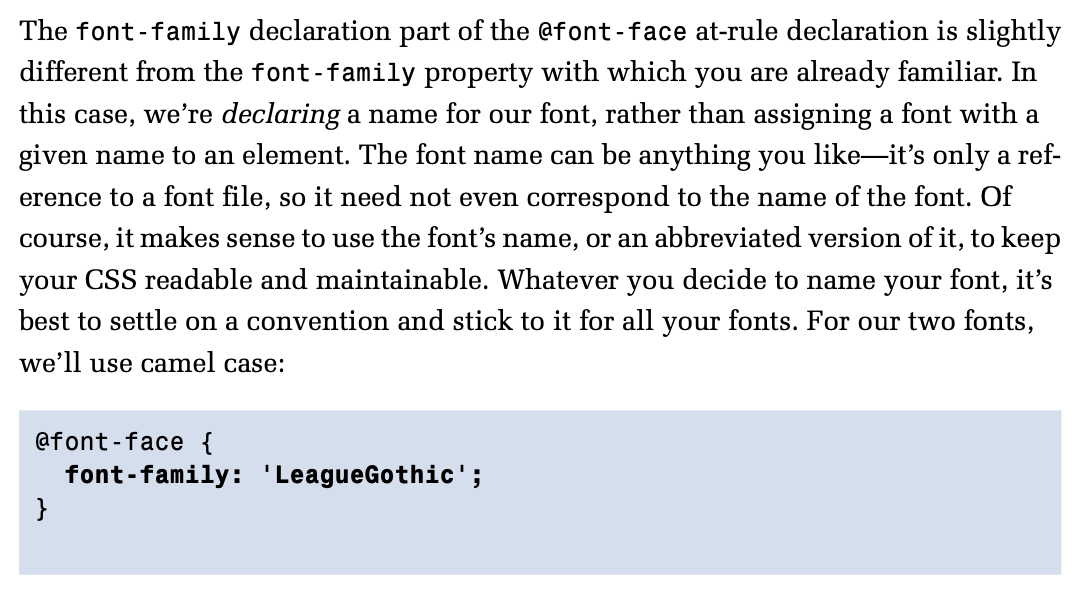 The font-family declaration part of the @font-face at-rule declaration is slightly
different from the font-family property with which you are already familiar. In
this case, we’re declaring a name for our font, rather than assigning a font with a
given name to an element. The font name can be anything you like—it’s only a ref-
erence to a font file, so it need not even correspond to the name of the font. Of
course, it makes sense to use the font’s name, or an abbreviated version of it, to keep
your CSS readable and maintainable. Whatever you decide to name your font, it’s
best to settle on a convention and stick to it for all your fonts. For our two fonts,
we’ll use camel case:
@font-face {
  font-family: 'LeagueGothic';
}